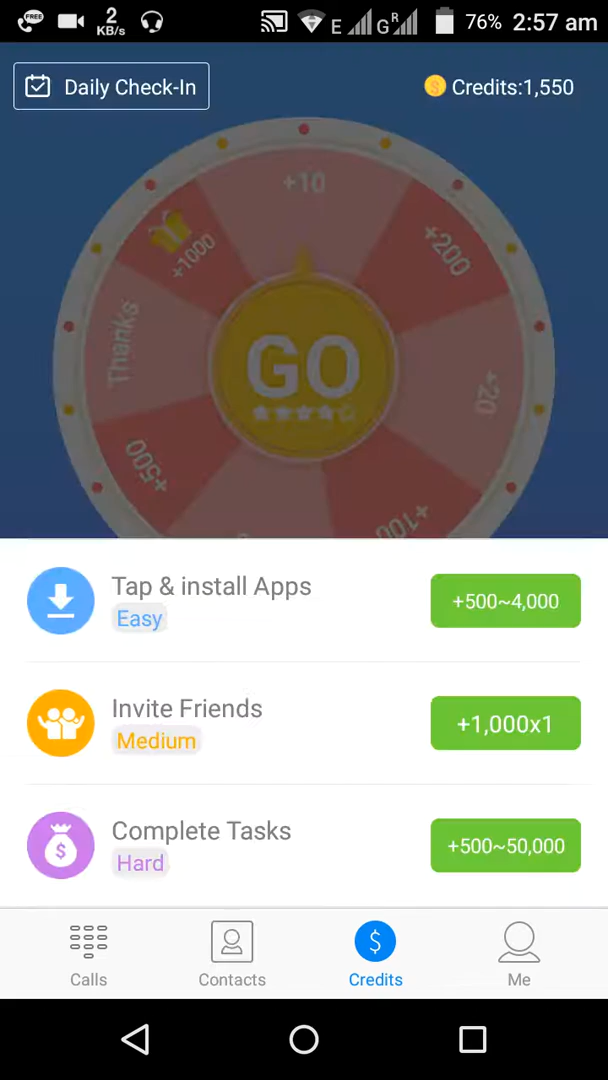 FREE
2
KB/s
E
G R
76%
2:57 am
Daily Check-In
Credits:1,550
+10
+200
+1000
Thanks
GO
+20
+500
+100
Tap & install Apps
Easy
+500~4,000
Invite Friends
Medium
+1,000x1
Complete Tasks
Hard
+500~50,000
Calls
Contacts
Credits
Me